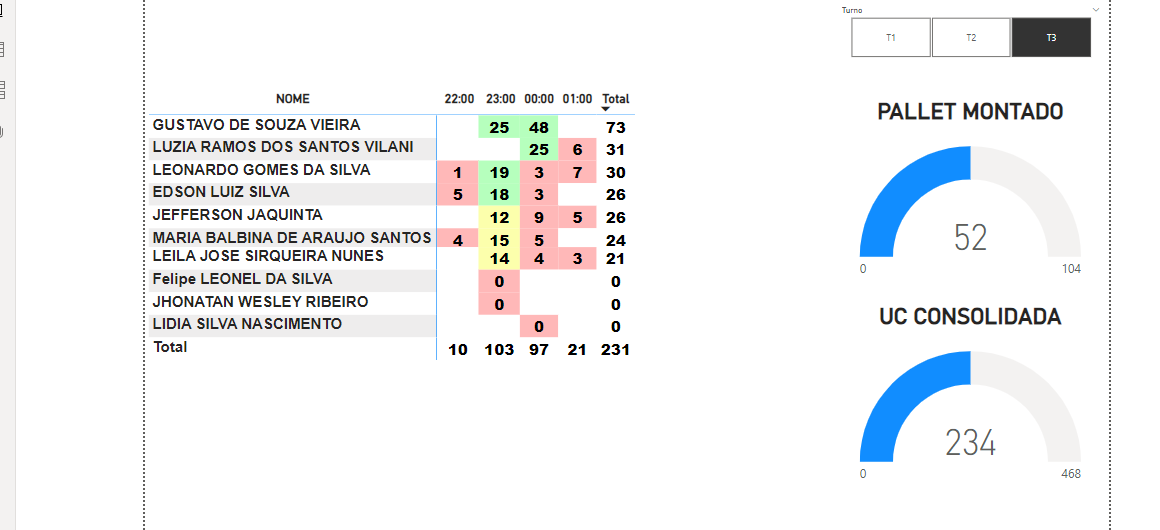 Turno
T1 T2 T3
NOME 22:00 23:00 00:00 01:00 Total
GUSTAVO DE SOUZA VIEIRA 25 48 73
LUZIA RAMOS DOS SANTOS VILANI 25 6 31
LEONARDO GOMES DA SILVA 1 19 3 7 30
EDSON LUIZ SILVA 5 18 3 26
JEFFERSON JAQUINTA 12 9 5 26
MARIA BALBINA DE ARAUJO SANTOS 4 15 5 24
LEILA JOSE SIRQUEIRA NUNES 14 4 3 21
Felipe LEONEL DA SILVA 0 0
JHONATAN WESLEY RIBEIRO 0 0
LIDIA SILVA NASCIMENTO 0 0
Total 10 103 97 21 231
PALLET MONTADO
52
0 104
UC CONSOLIDADA
234
0 468